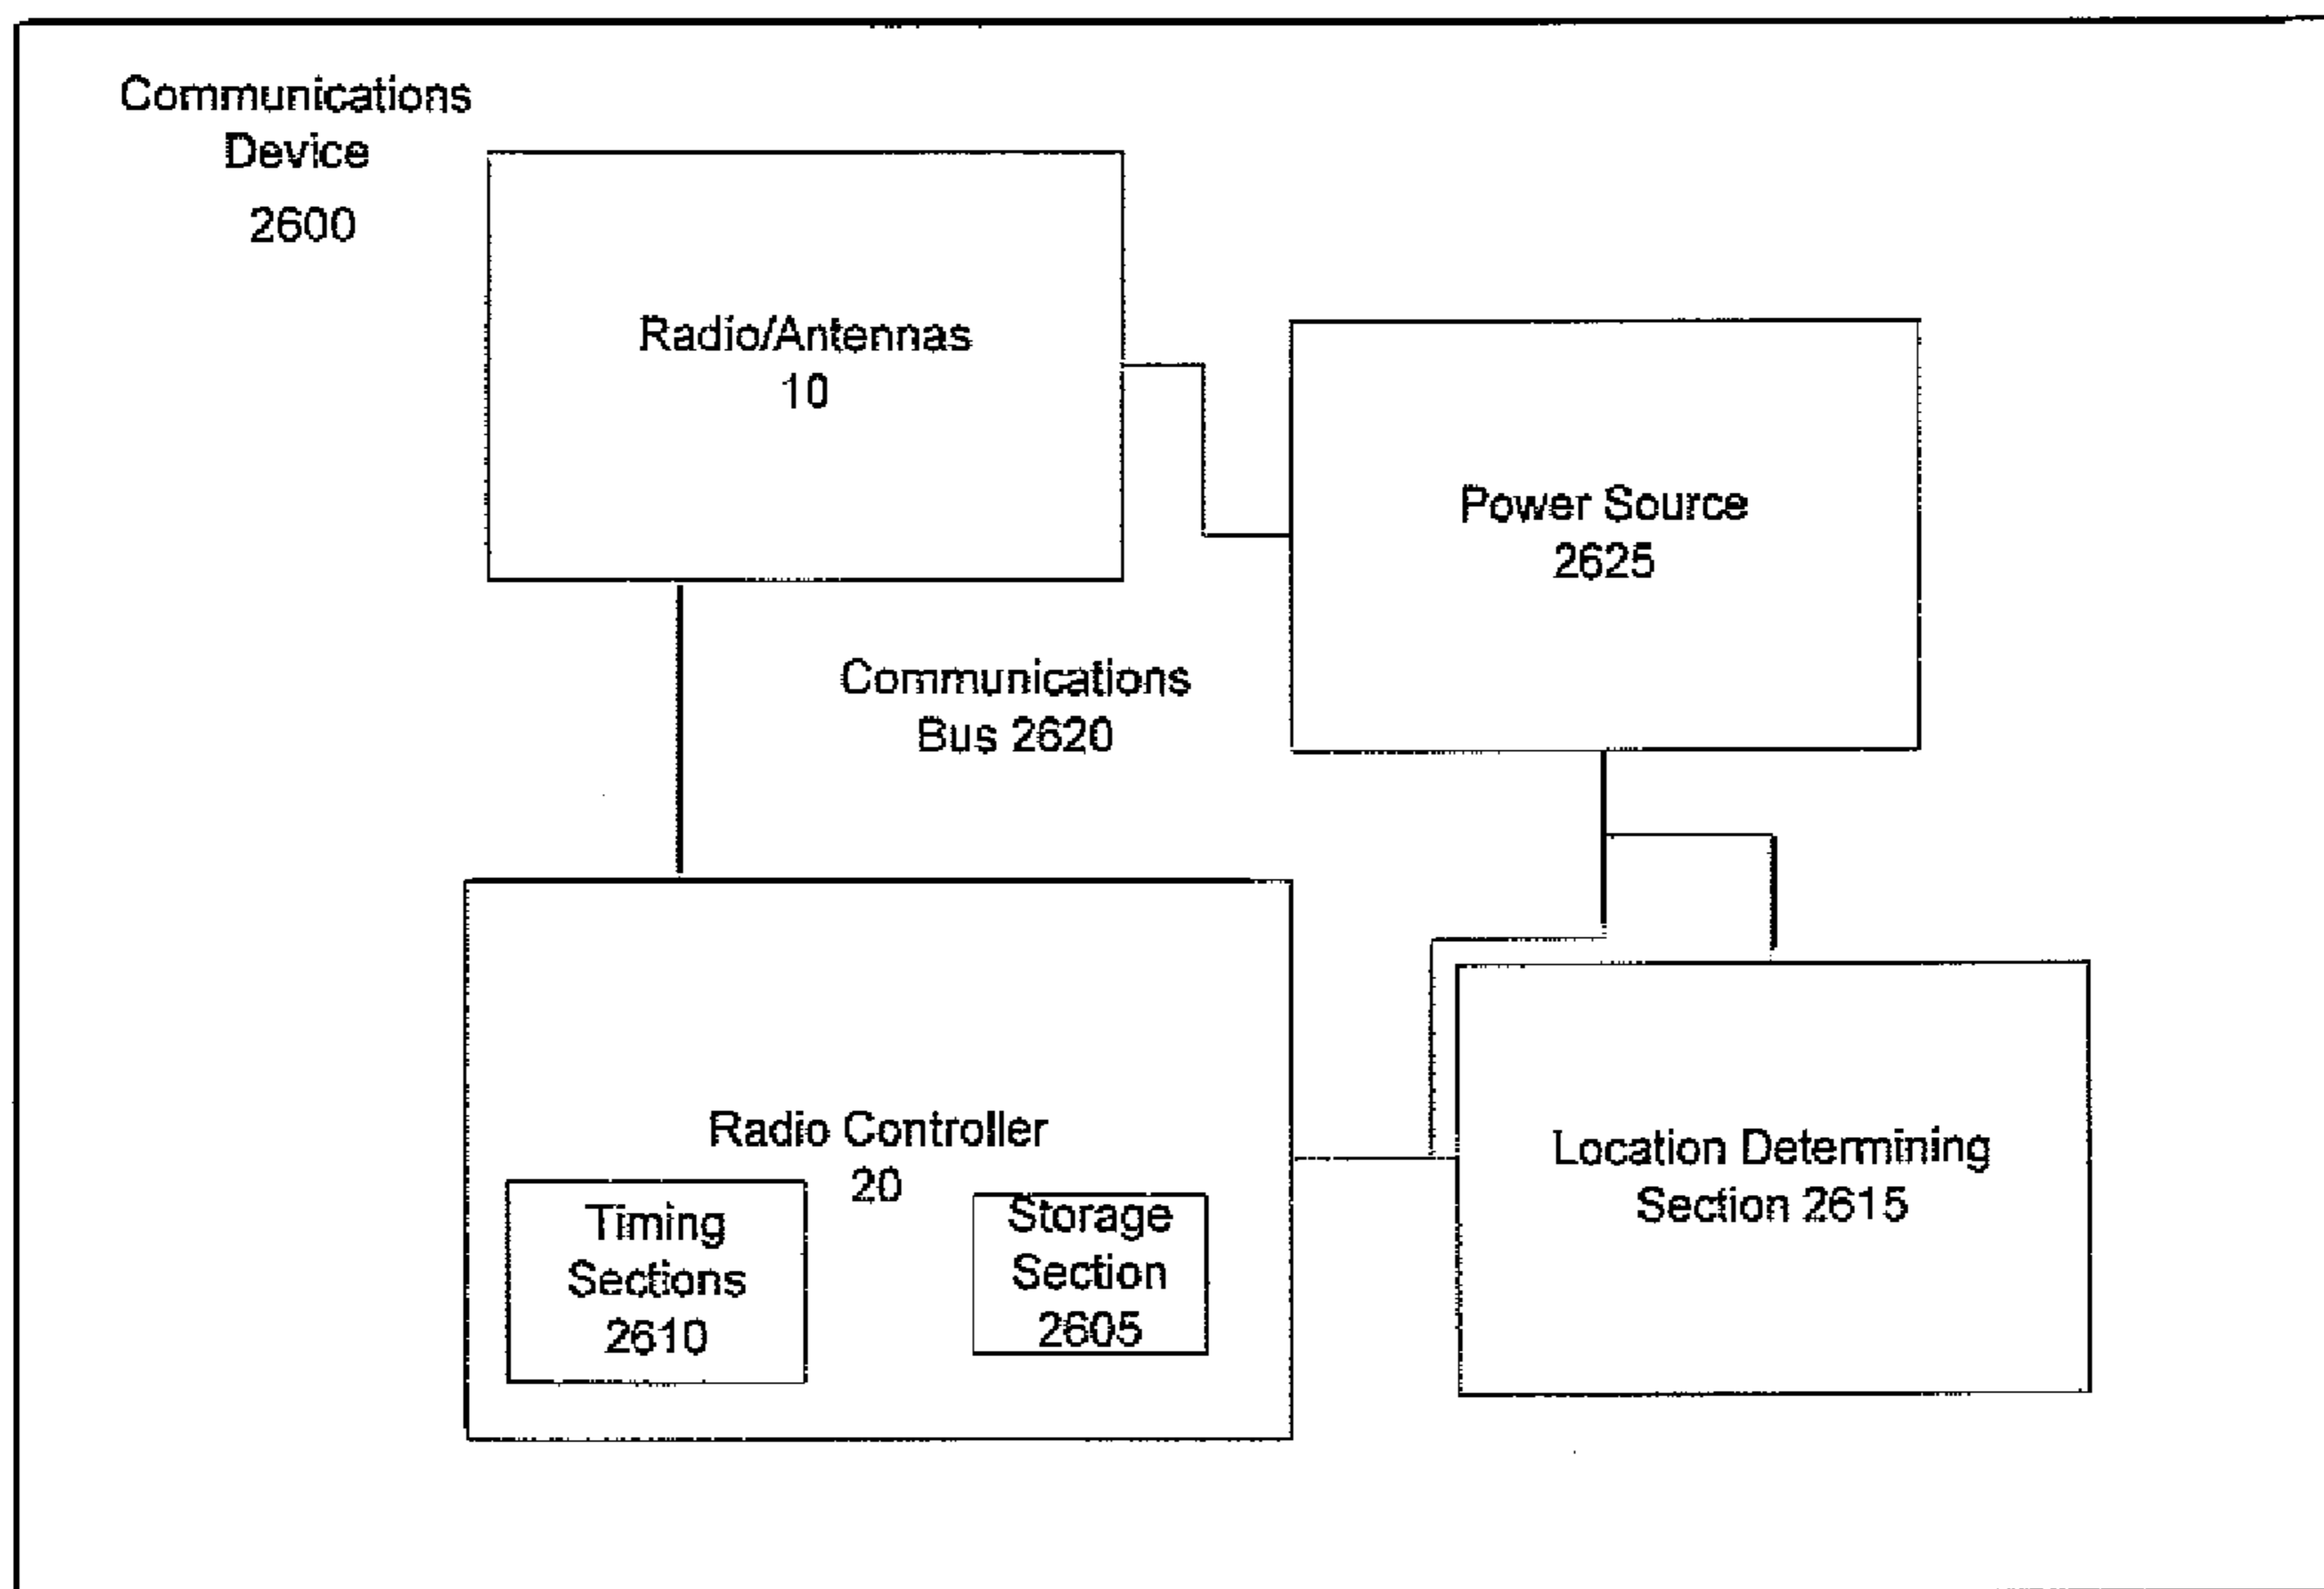 Communications
Device
2600
Radio/Antennas
10
Power Source
2625
Communications
Bus 2620
Radio Controller
20
Timing
Sections
2610
Storage
Section
2605
Location Determining
Section 2615